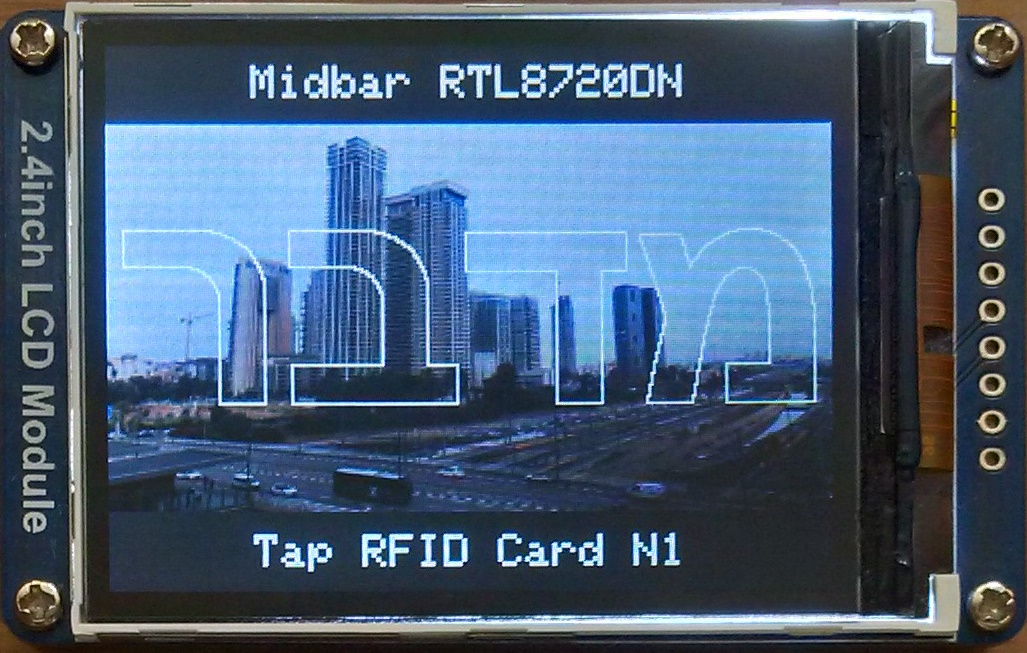 Midbar RTL8720DN
מדבר
Tap RFID Card N1
2.4inch LCD Module